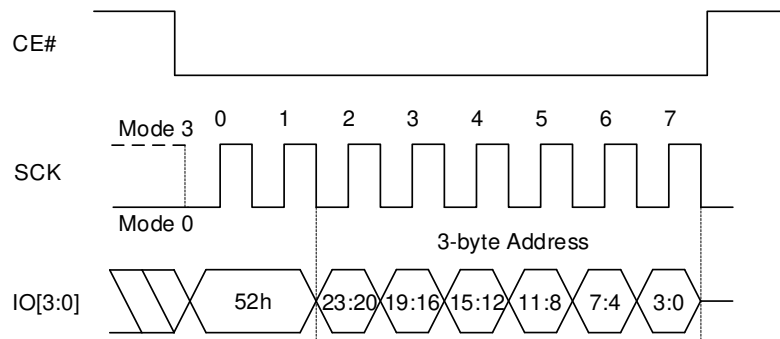 CE#
Mode 3
0 1 2 3 4 5 6 7
SCK
Mode 0
3-byte Address
IO[3:0]
52h 23:20 19:16 15:12 11:8 7:4 3:0